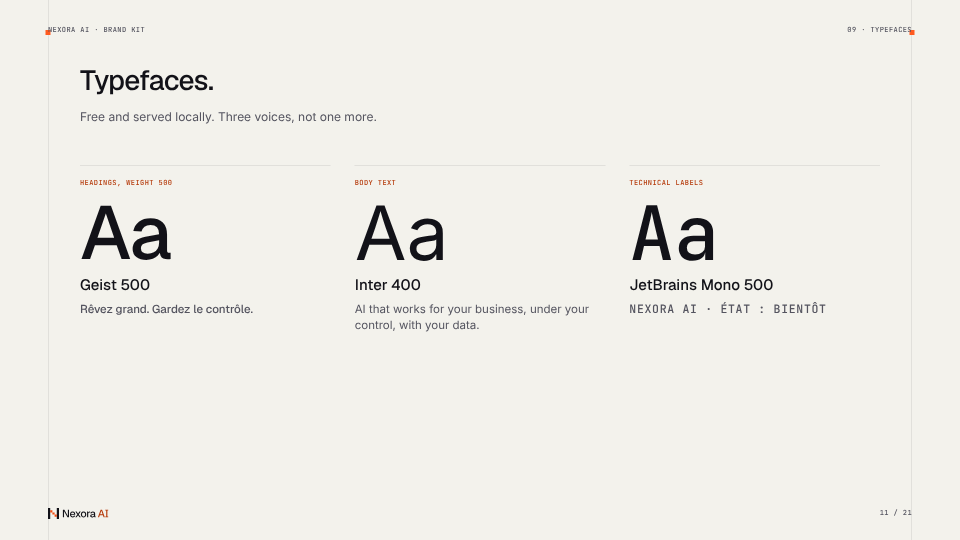 NEXORA AI · BRAND KIT
09 · TYPEFACES
Typefaces.
Free and served locally. Three voices, not one more.
HEADINGS, WEIGHT 500
Aa
Geist 500
Rêvez grand. Gardez le contrôle.
BODY TEXT
Aa
Inter 400
AI that works for your business, under your
control, with your data.
TECHNICAL LABELS
Aa
JetBrains Mono 500
NEXORA AI · ÉTAT : BIENTÔT
Nexora AI
11 / 21